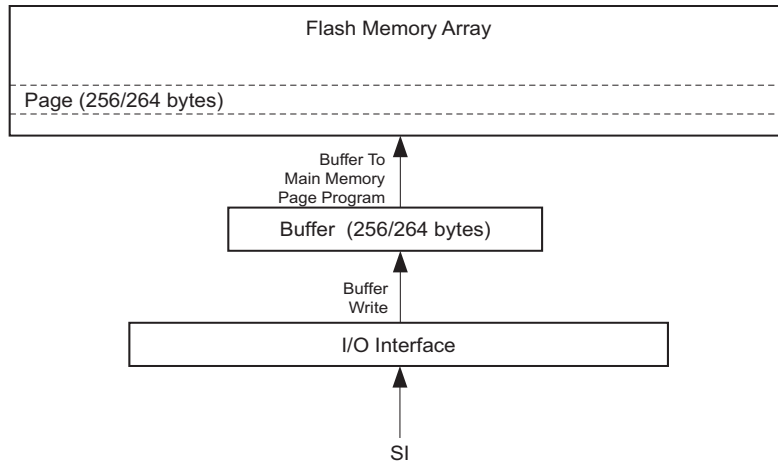 Flash Memory Array
Page (256/264 bytes)
Buffer To
Main Memory
Page Program
Buffer (256/264 bytes)
Buffer
Write
I/O Interface
SI